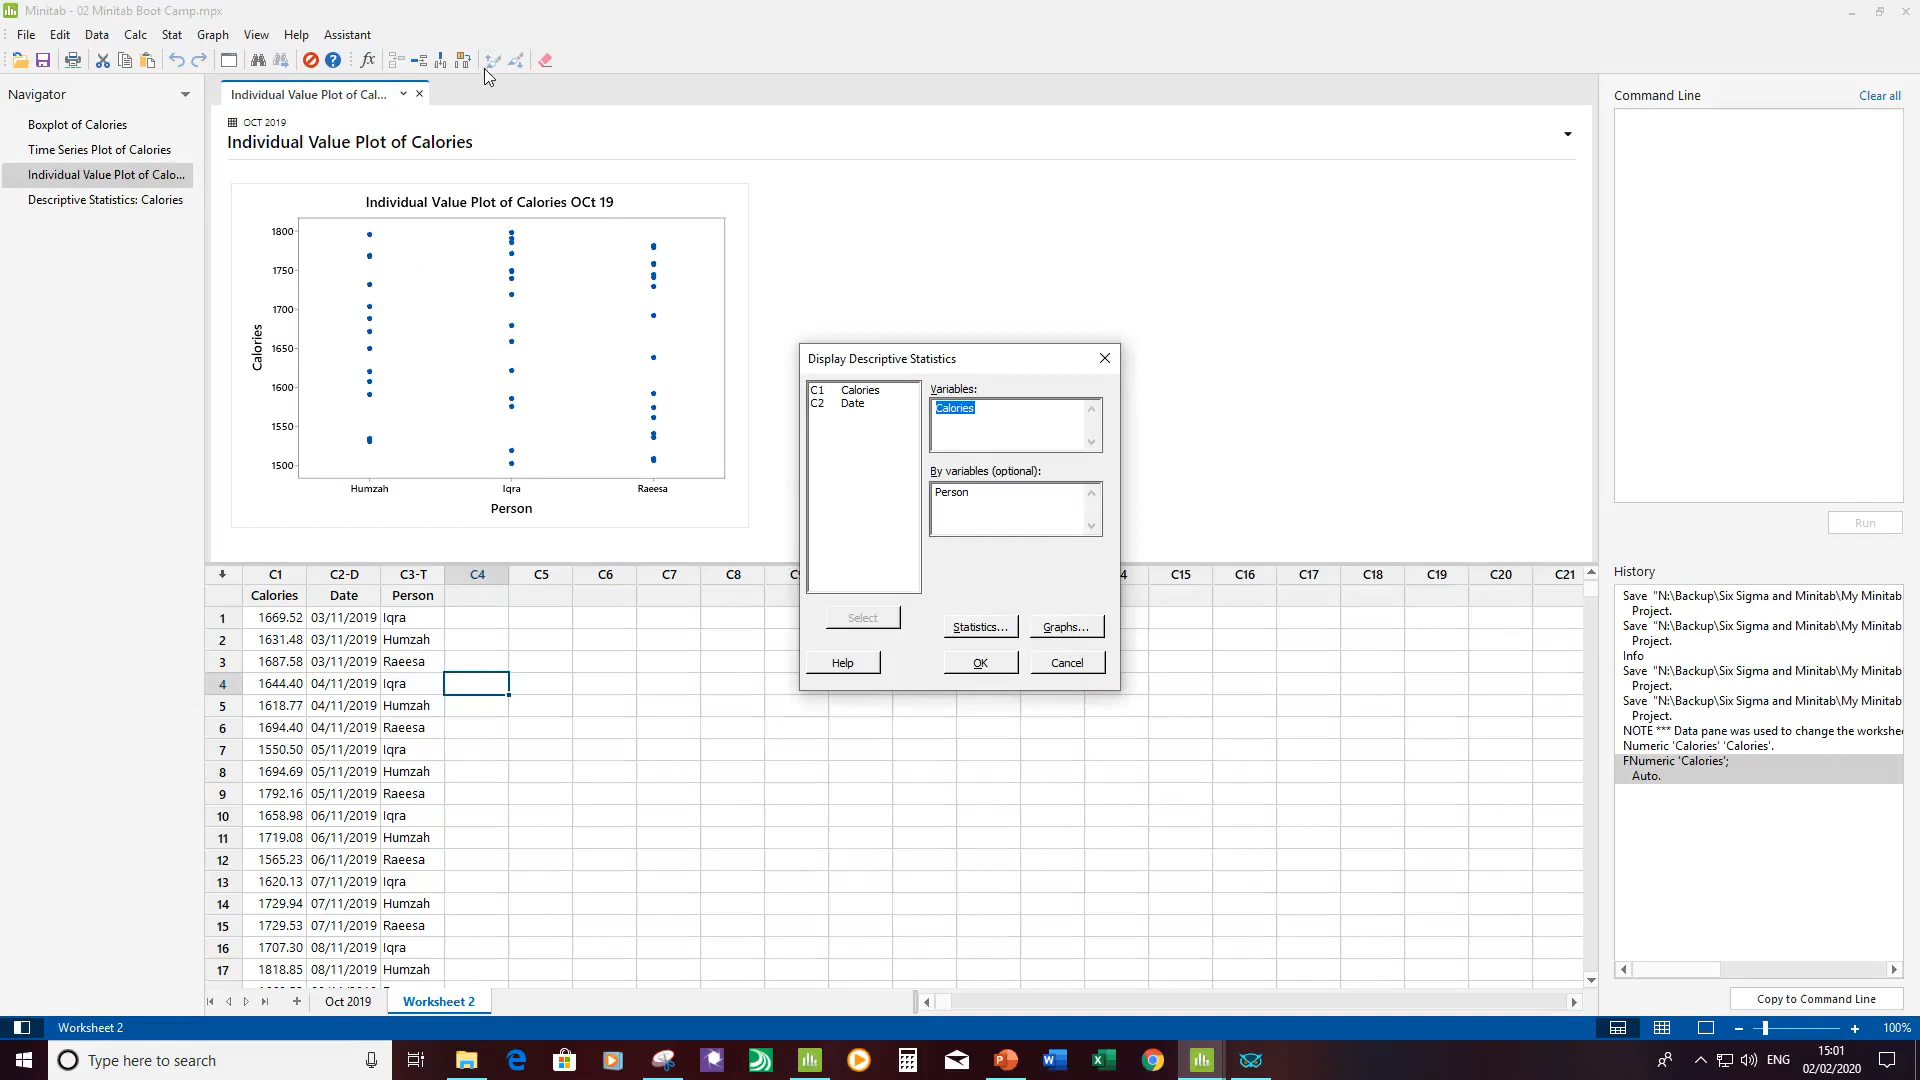 Minitab - 02 Minitab Boot Camp.mpx
File Edit Data Calc Stat Graph View Help Assistant
Navigator
Boxplot of Calories
Time Series Plot of Calories
Individual Value Plot of Calo...
Descriptive Statistics: Calories
Individual Value Plot of Cal...
OCT 2019
Individual Value Plot of Calories
Individual Value Plot of Calories OCt 19
Calories
1800
1750
1700
1650
1600
1550
1500
Humzah Iqra Raeesa
Person
Display Descriptive Statistics
C1 Calories
C2 Date
Variables:
Calories
By variables (optional):
Person
Select
Statistics... Graphs...
Help OK Cancel
Command Line Clear all
Run
History
Save "N:\Backup\Six Sigma and Minitab\My Minitab
Project.
Save "N:\Backup\Six Sigma and Minitab\My Minitab
Project.
Info
Save "N:\Backup\Six Sigma and Minitab\My Minitab
Project.
Save "N:\Backup\Six Sigma and Minitab\My Minitab
Project.
NOTE *** Data pane was used to change the workshee
Numeric 'Calories' 'Calories'.
FNumeric 'Calories';
Auto.
Copy to Command Line
C1 C2-D C3-T C4 C5 C6 C7 C8 C15 C16 C17 C18 C19 C20 C21
Calories Date Person
1 1669.52 03/11/2019 Iqra
2 1631.48 03/11/2019 Humzah
3 1687.58 03/11/2019 Raeesa
4 1644.40 04/11/2019 Iqra
5 1618.77 04/11/2019 Humzah
6 1694.40 04/11/2019 Raeesa
7 1550.50 05/11/2019 Iqra
8 1694.69 05/11/2019 Humzah
9 1792.16 05/11/2019 Raeesa
10 1658.98 06/11/2019 Iqra
11 1719.08 06/11/2019 Humzah
12 1565.23 06/11/2019 Raeesa
13 1620.13 07/11/2019 Iqra
14 1729.94 07/11/2019 Humzah
15 1729.53 07/11/2019 Raeesa
16 1707.30 08/11/2019 Iqra
17 1818.85 08/11/2019 Humzah
Oct 2019 Worksheet 2
Worksheet 2
100%
Type here to search
ENG
15:01
02/02/2020